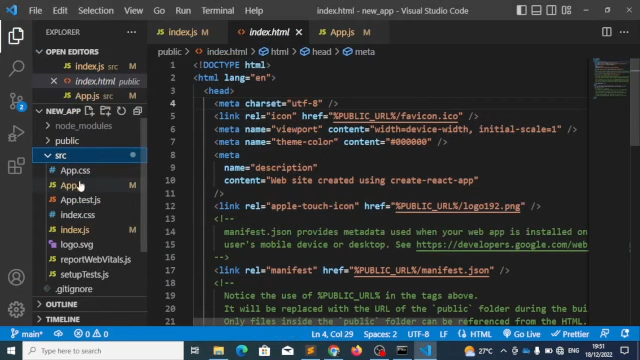 File Edit Selection View Go ... index.html - new_app - Visual Studio Code
EXPLORER
OPEN EDITORS
index.js M
index.html public
App.js M
NEW_APP
node_modules
public
src
App.css
App.j M
App.test.js
index.css
index.js M
logo.svg
reportWebVitals.js
setupTests.js
.gitignore
OUTLINE
TIMELINE
index.js M
index.html
App.js M
public > index.html > html > head > meta
1 <!DOCTYPE html>
2 <html lang="en">
3 <head>
4 <meta charset="utf-8" />
5 <link rel="icon" href="%PUBLIC_URL%/favicon.ico
6 <meta name="viewport" content="width=device-width, initial-scale=1"
7 <meta name="theme-color" content="#000000" />
8 <meta
9 name="description"
10 content="Web site created using create-react-app"
11 />
12 <link rel="apple-touch-icon" href="%PUBLIC_URL%/logo192.png"
13 <!--
14 manifest.json provides metadata used when your web app is installed on
15 user's mobile device or desktop. See https://developers.google.com/web
16 -->
17 <link rel="manifest" href="%PUBLIC_URL%/manifest.json" />
18 <!--
19 Notice the use of %PUBLIC_URL% in the tags above.
20 It will be replaced with the URL of the `public` folder during the bui
21 Only files inside the `public` folder can be referenced from the HTML.
main* 0 0 Ln 4, Col 29 Spaces: 2 UTF-8 LF HTML Go Live Prettier
Type here to search 27°C ENG 19:51
18/12/2022